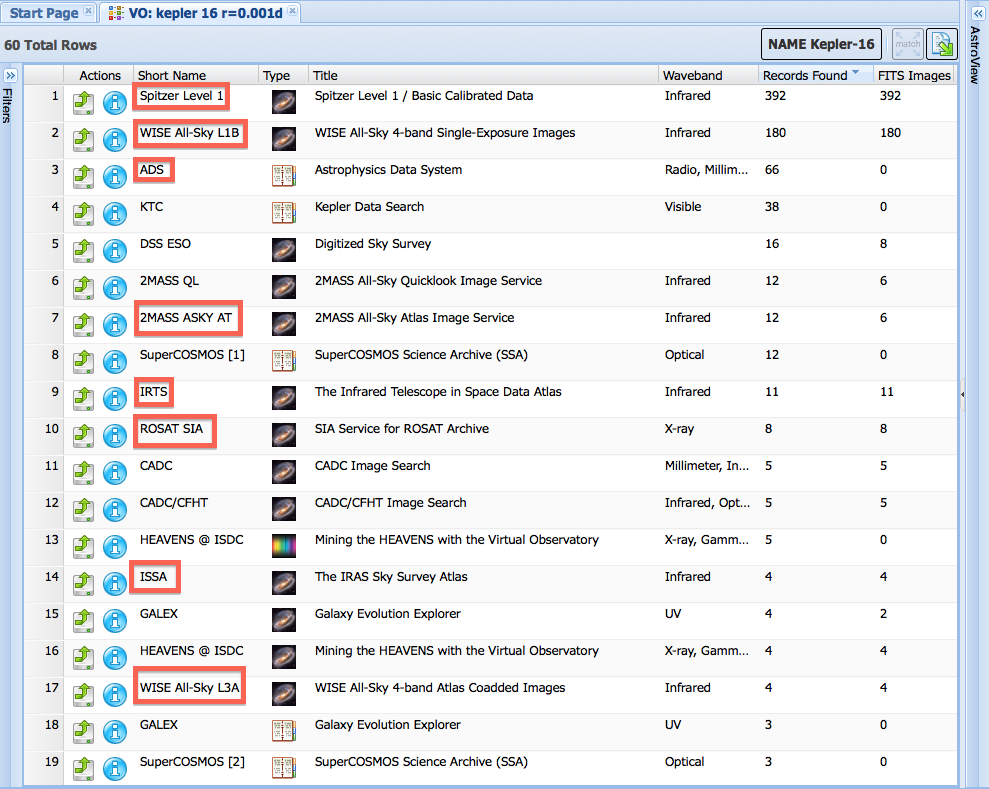 Start Page VO: kepler 16 r=0.001d
60 Total Rows NAME Kepler-16 match
AstroView
Filters
Actions Short Name Type Title Waveband Records Found FITS Images
1 Spitzer Level 1 Spitzer Level 1 / Basic Calibrated Data Infrared 392 392
2 WISE All-Sky L1B WISE All-Sky 4-band Single-Exposure Images Infrared 180 180
3 ADS Astrophysics Data System Radio, Millim... 66 0
4 KTC Kepler Data Search Visible 38 0
5 DSS ESO Digitized Sky Survey 16 8
6 2MASS QL 2MASS All-Sky Quicklook Image Service Infrared 12 6
7 2MASS ASKY AT 2MASS All-Sky Atlas Image Service Infrared 12 6
8 SuperCOSMOS [1] SuperCOSMOS Science Archive (SSA) Optical 12 0
9 IRTS The Infrared Telescope in Space Data Atlas Infrared 11 11
10 ROSAT SIA SIA Service for ROSAT Archive X-ray 8 8
11 CADC CADC Image Search Millimeter, In... 5 5
12 CADC/CFHT CADC/CFHT Image Search Infrared, Opt... 5 5
13 HEAVENS @ ISDC Mining the HEAVENS with the Virtual Observatory X-ray, Gamm... 5 0
14 ISSA The IRAS Sky Survey Atlas Infrared 4 4
15 GALEX Galaxy Evolution Explorer UV 4 2
16 HEAVENS @ ISDC Mining the HEAVENS with the Virtual Observatory X-ray, Gamm... 4 4
17 WISE All-Sky L3A WISE All-Sky 4-band Atlas Coadded Images Infrared 4 4
18 GALEX Galaxy Evolution Explorer UV 3 0
19 SuperCOSMOS [2] SuperCOSMOS Science Archive (SSA) Optical 3 0